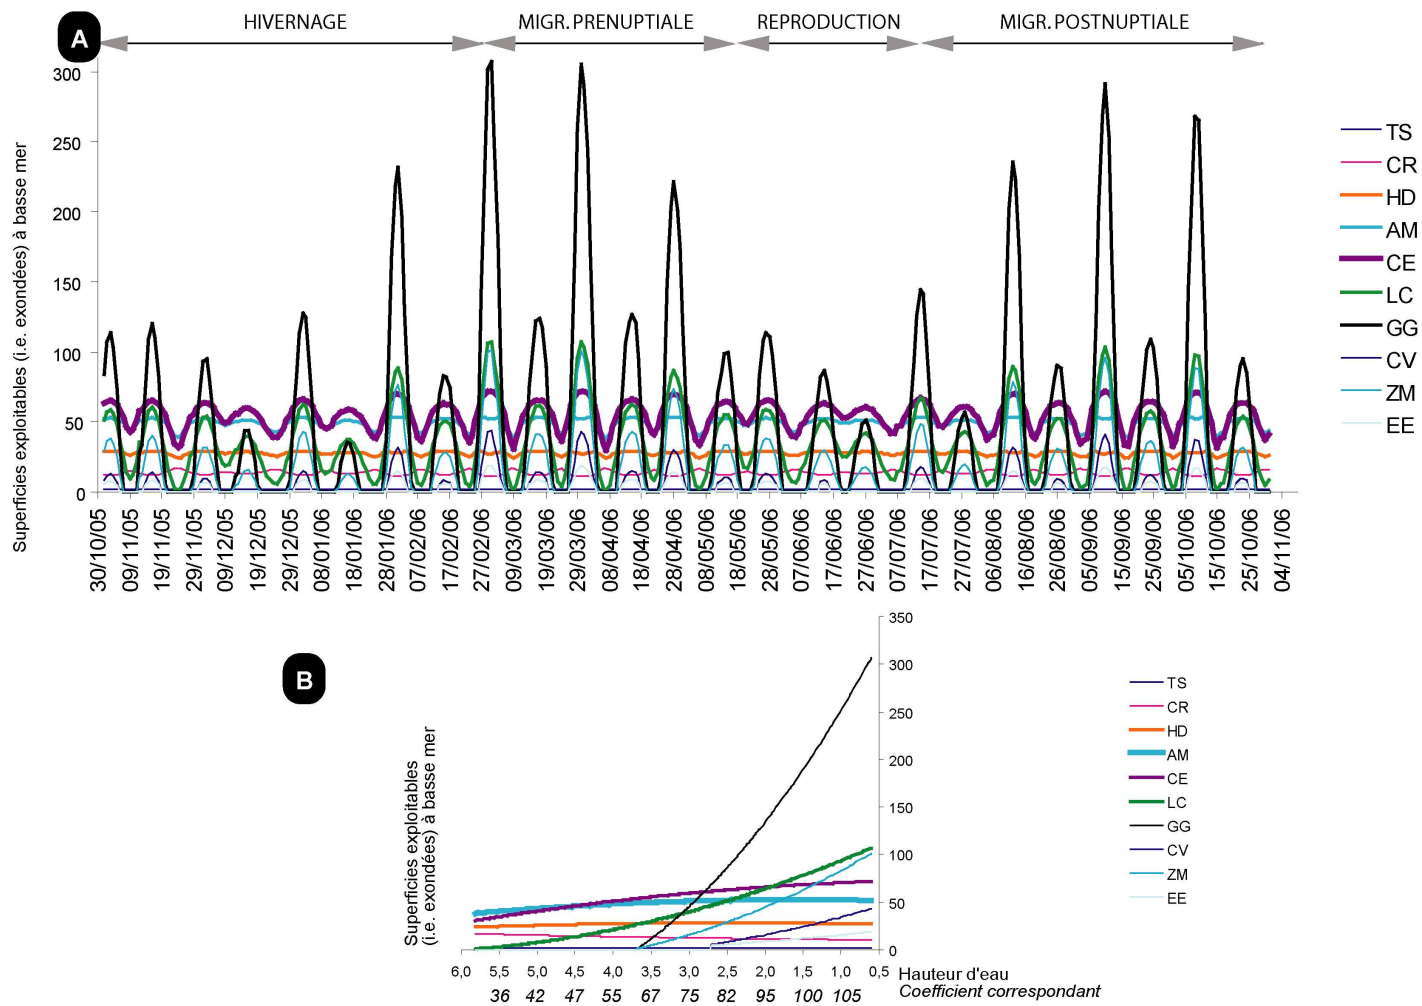 A
HIVERNAGE
MIGR. PRENUPTIALE
REPRODUCTION
MIGR. POSTNUPTIALE
Superficies exploitables (i.e. exondées) à basse mer
300
250
200
150
100
50
0
30/10/05
09/11/05
19/11/05
29/11/05
09/12/05
19/12/05
29/12/05
08/01/06
18/01/06
28/01/06
07/02/06
17/02/06
27/02/06
09/03/06
19/03/06
29/03/06
08/04/06
18/04/06
28/04/06
08/05/06
18/05/06
28/05/06
07/06/06
17/06/06
27/06/06
07/07/06
17/07/06
27/07/06
06/08/06
16/08/06
26/08/06
05/09/06
15/09/06
25/09/06
05/10/06
15/10/06
25/10/06
04/11/06
TS
CR
HD
AM
CE
LC
GG
CV
ZM
EE
B
Superficies exploitables
(i.e. exondées) à basse mer
350
300
250
200
150
100
50
0
6,0 5,5 5,0 4,5 4,0 3,5 3,0 2,5 2,0 1,5 1,0 0,5 Hauteur d'eau
36 42 47 55 67 75 82 95 100 105 Coefficient correspondant
TS
CR
HD
AM
CE
LC
GG
CV
ZM
EE